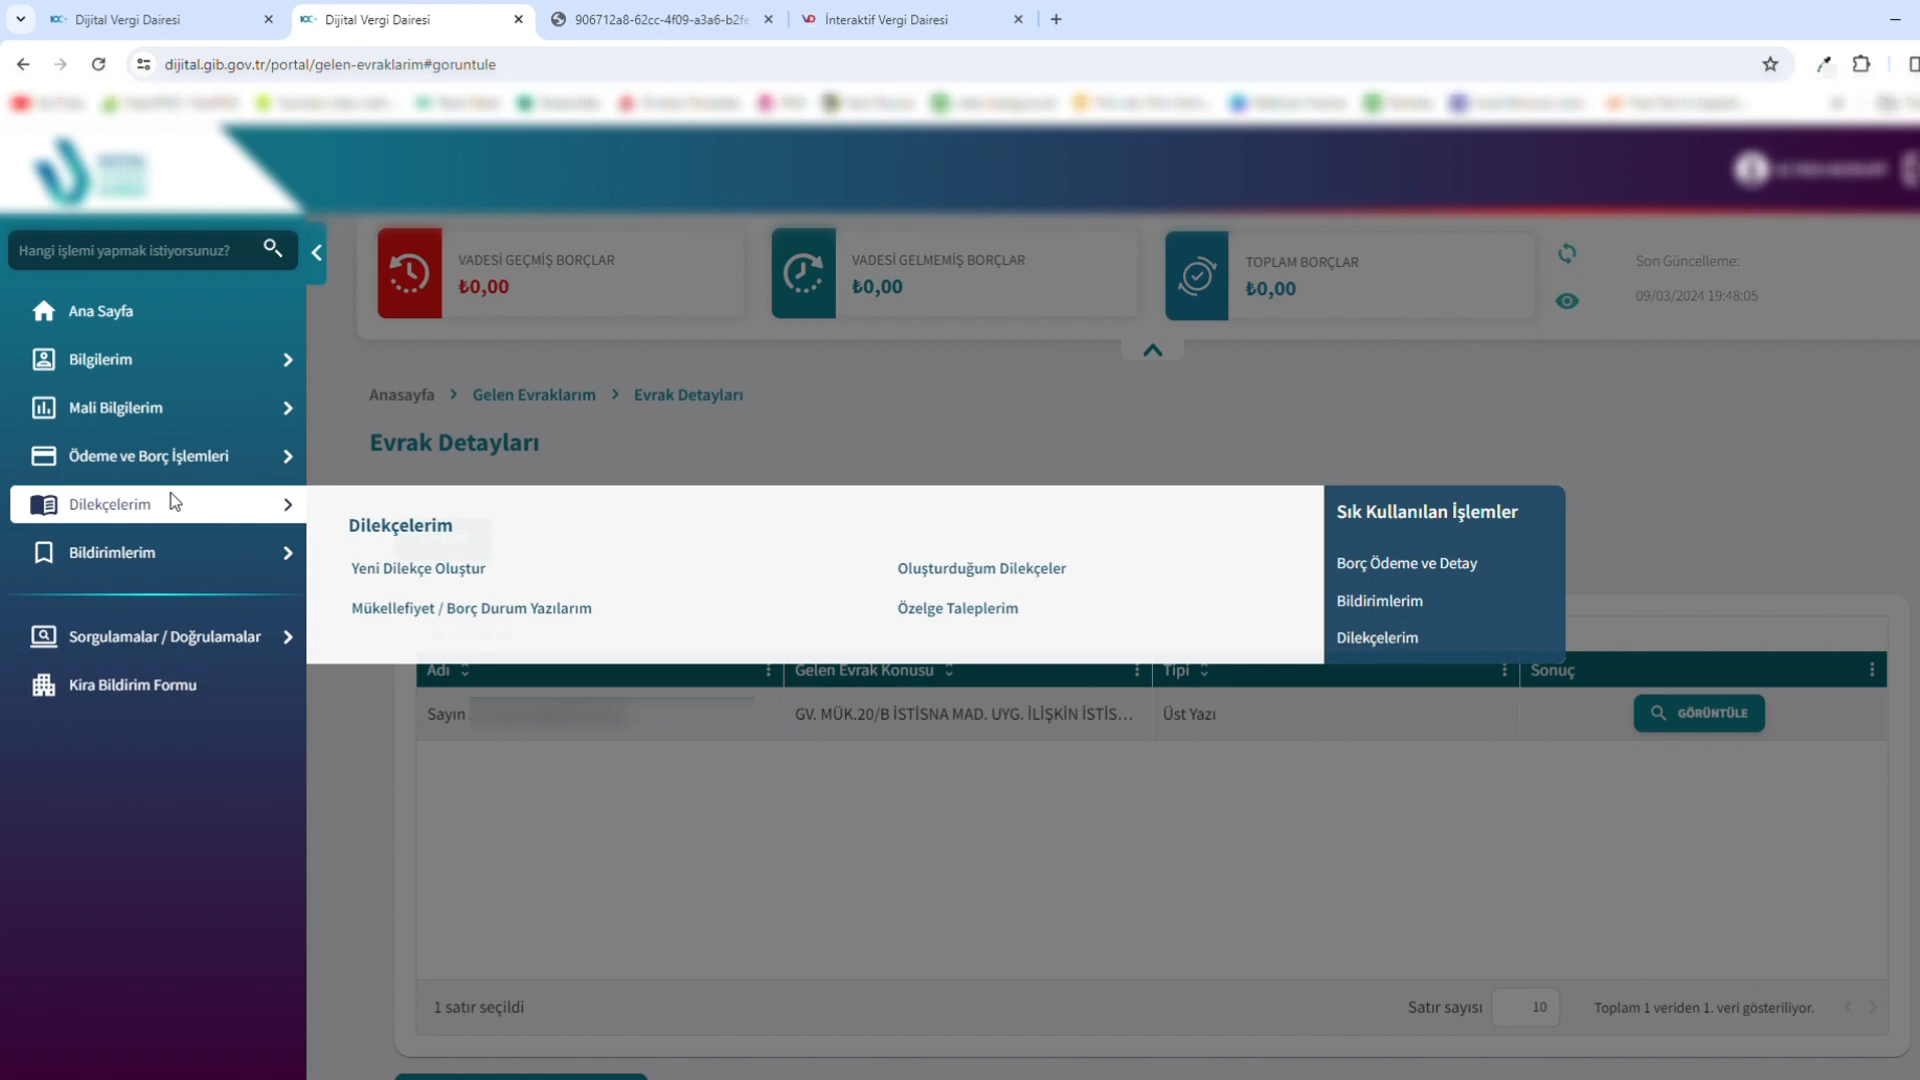 Dijital Vergi Dairesi
Dijital Vergi Dairesi
906712a8-62cc-4f09-a3a6-b2fe
İnteraktif Vergi Dairesi
dijital.gib.gov.tr/portal/gelen-evraklarim#goruntule
Hangi işlemi yapmak istiyorsunuz?
Ana Sayfa
Bilgilerim
Mali Bilgilerim
Ödeme ve Borç İşlemleri
Dilekçelerim
Bildirimlerim
Sorgulamalar / Doğrulamalar
Kira Bildirim Formu
VADESİ GEÇMİŞ BORÇLAR
₺0,00
VADESİ GELMEMİŞ BORÇLAR
₺0,00
TOPLAM BORÇLAR
₺0,00
Son Güncelleme:
09/03/2024 19:48:05
Anasayfa > Gelen Evraklarım > Evrak Detayları
Evrak Detayları
Dilekçelerim
Yeni Dilekçe Oluştur
Oluşturduğum Dilekçeler
Mükellefiyet / Borç Durum Yazılarım
Özelge Taleplerim
Sık Kullanılan İşlemler
Borç Ödeme ve Detay
Bildirimlerim
Dilekçelerim
Adı
Gelen Evrak Konusu
Tipi
Sonuç
Sayın
GV. MÜK.20/B İSTİSNA MAD. UYG. İLİŞKİN İSTİS...
Üst Yazı
GÖRÜNTÜLE
1 satır seçildi
Satır sayısı
10
Toplam 1 veriden 1. veri gösteriliyor.